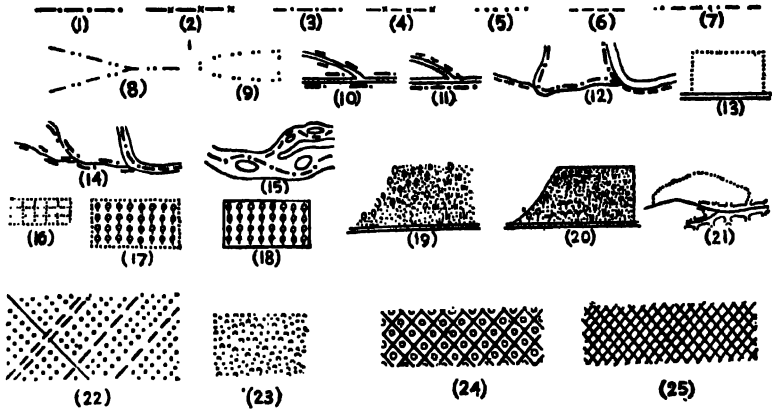 (1) (2) (3) (4) (5) (6) (7)
(8) (9) (10) (11) (12) (13)
(14) (15)
(16) (17) (18) (19) (20) (21)
(22) (23) (24) (25)